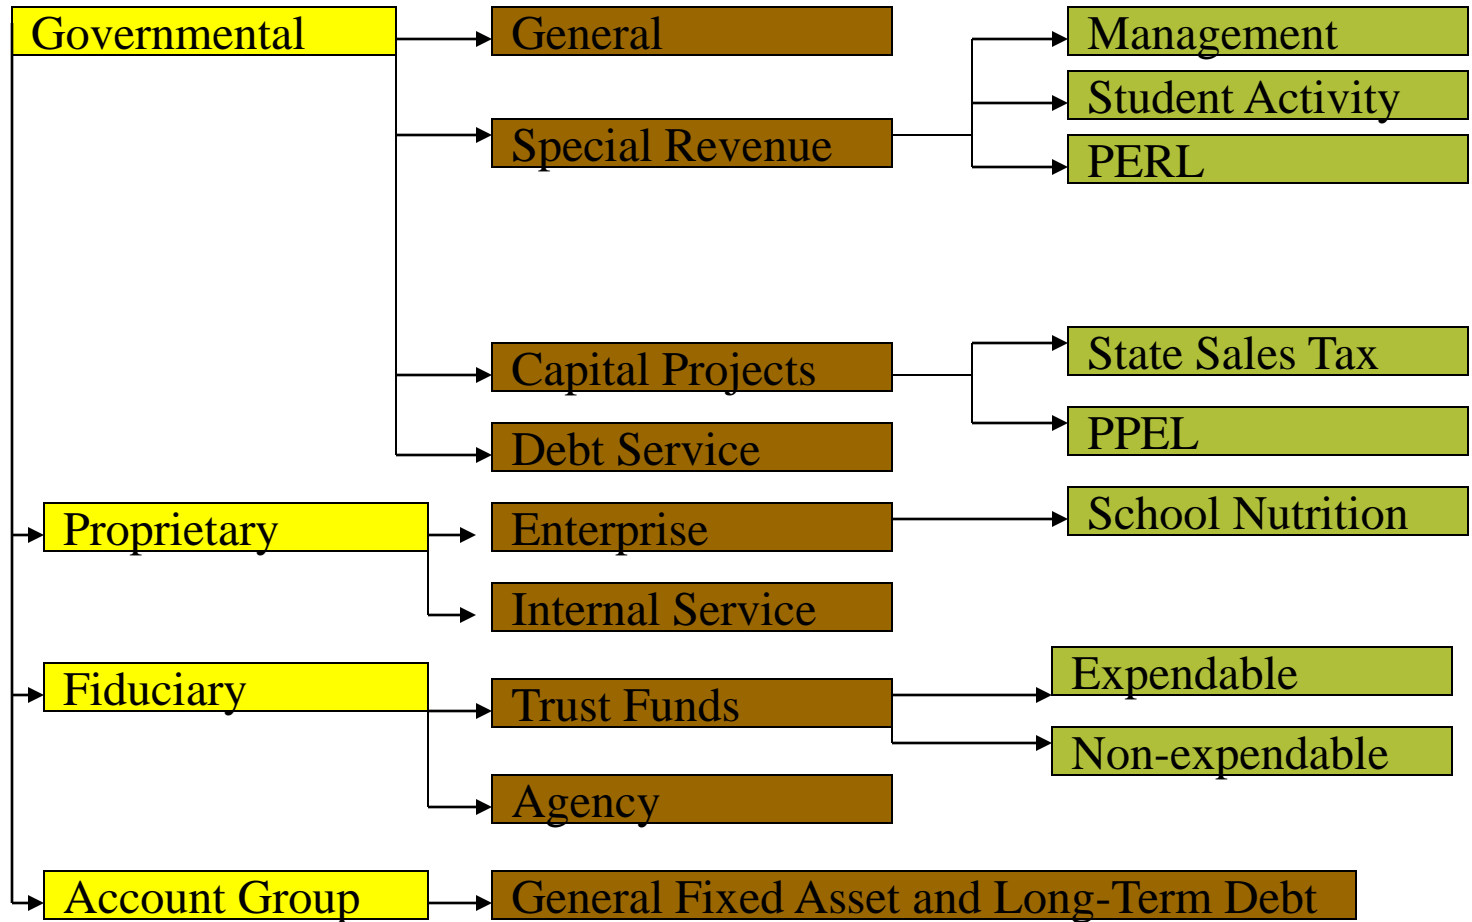 Governmental
General
Management
Student Activity
Special Revenue
PERL
State Sales Tax
Capital Projects
PPEL
Debt Service
School Nutrition
Proprietary
Enterprise
Internal Service
Expendable
Fiduciary
Trust Funds
Non-expendable
Agency
Account Group
General Fixed Asset and Long-Term Debt